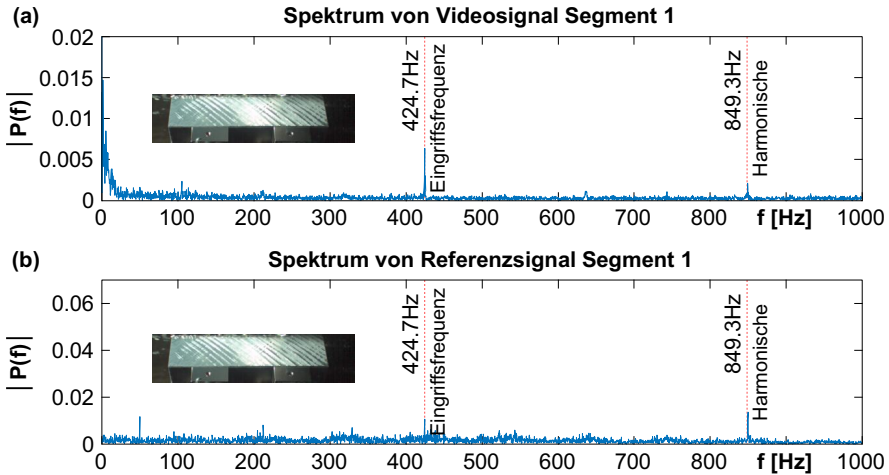 (a) Spektrum von Videosignal Segment 1
|P(f)|
0.02
0.015
0.01
0.005
0
424.7Hz
Eingriffsfrequenz
849.3Hz
Harmonische
0 100 200 300 400 500 600 700 800 f [Hz] 1000
(b) Spektrum von Referenzsignal Segment 1
|P(f)|
0.06
0.04
0.02
0
424.7Hz
Eingriffsfrequenz
849.3Hz
Harmonische
0 100 200 300 400 500 600 700 800 f [Hz] 1000